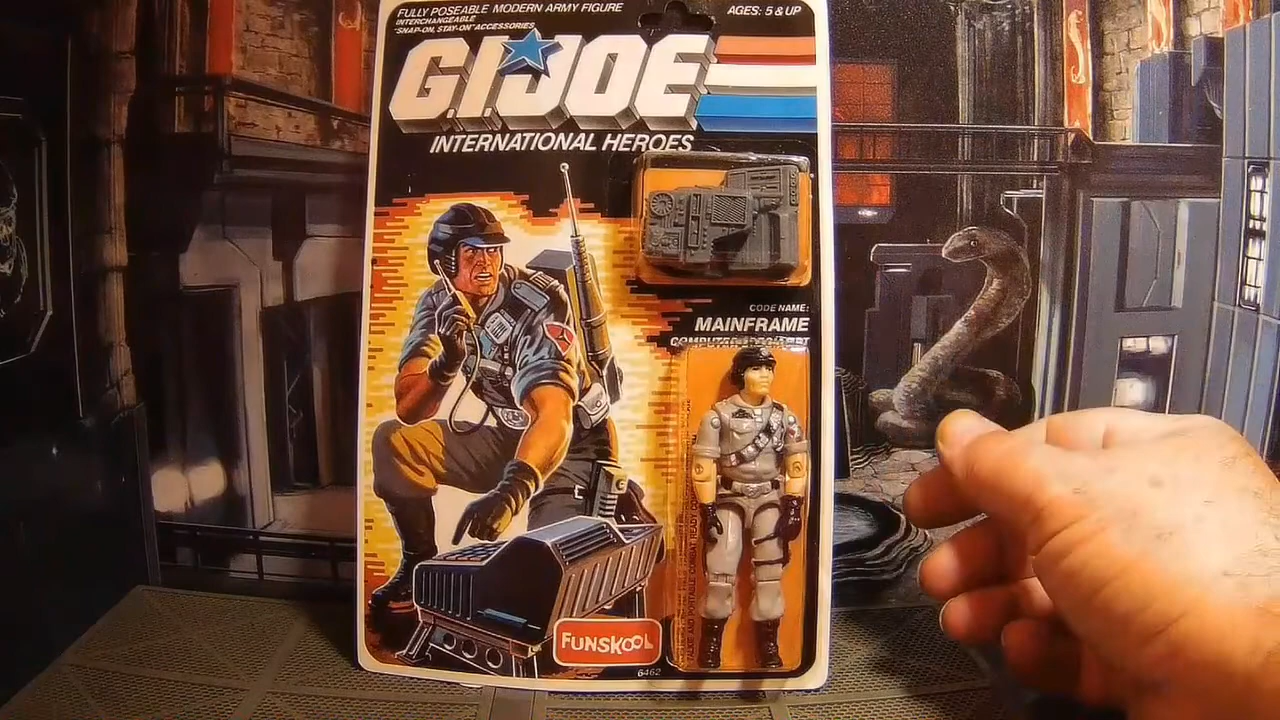 FULLY POSEABLE MODERN ARMY FIGURE
INTERCHANGEABLE
"SNAP-ON, STAY-ON" ACCESSORIES
AGES: 5 & UP
G.I. JOE
INTERNATIONAL HEROES
CODE NAME:
MAINFRAME
COMPUTER
FUNSKOOL
6462